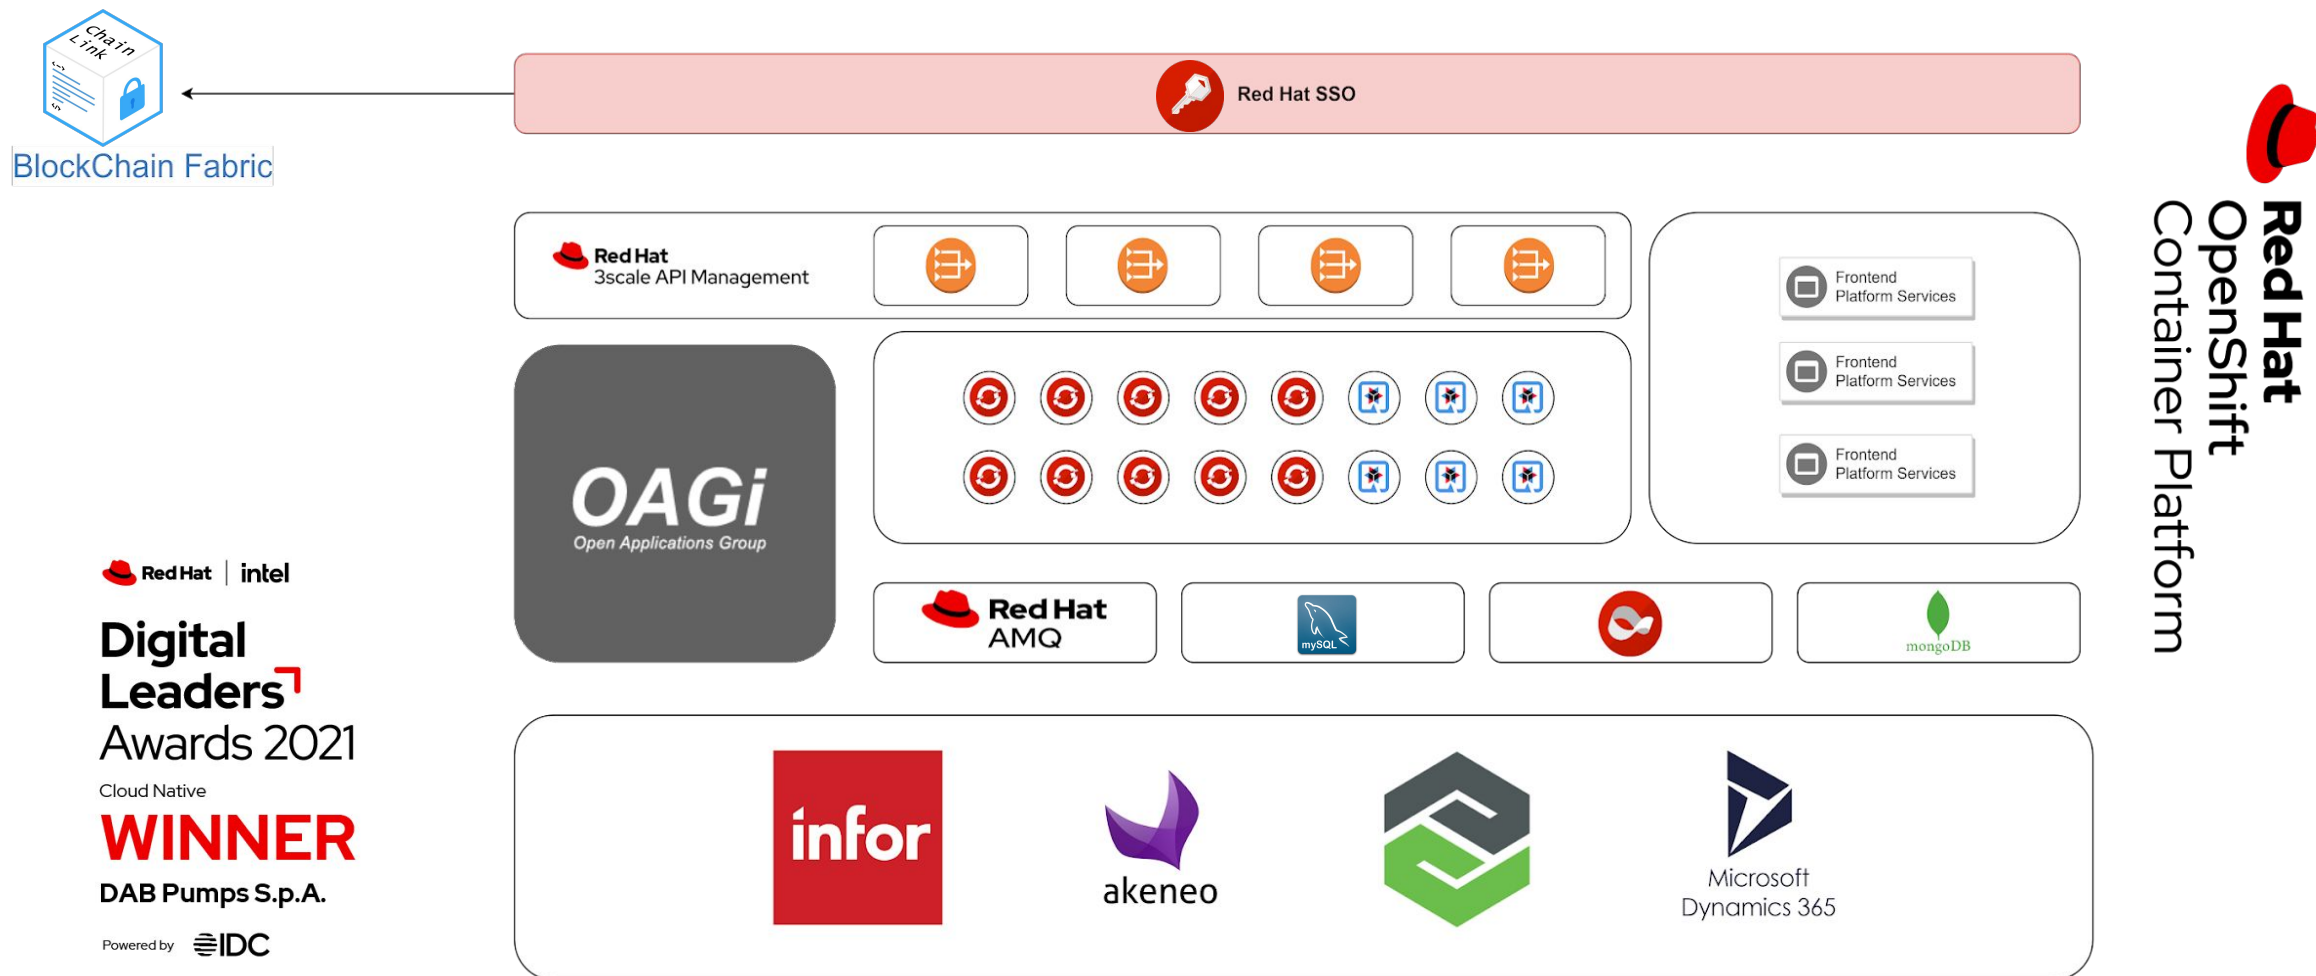 Chain
Link
BlockChain Fabric
Red Hat SSO
Red Hat
3scale API Management
Frontend
Platform Services
Frontend
Platform Services
Frontend
Platform Services
Red Hat
OpenShift
Container Platform
OAGi
Open Applications Group
Red Hat
AMQ
mySQL
mongoDB
Red Hat | intel
Digital
Leaders
Awards 2021
Cloud Native
WINNER
DAB Pumps S.p.A.
Powered by IDC
infor
akeneo
Microsoft
Dynamics 365